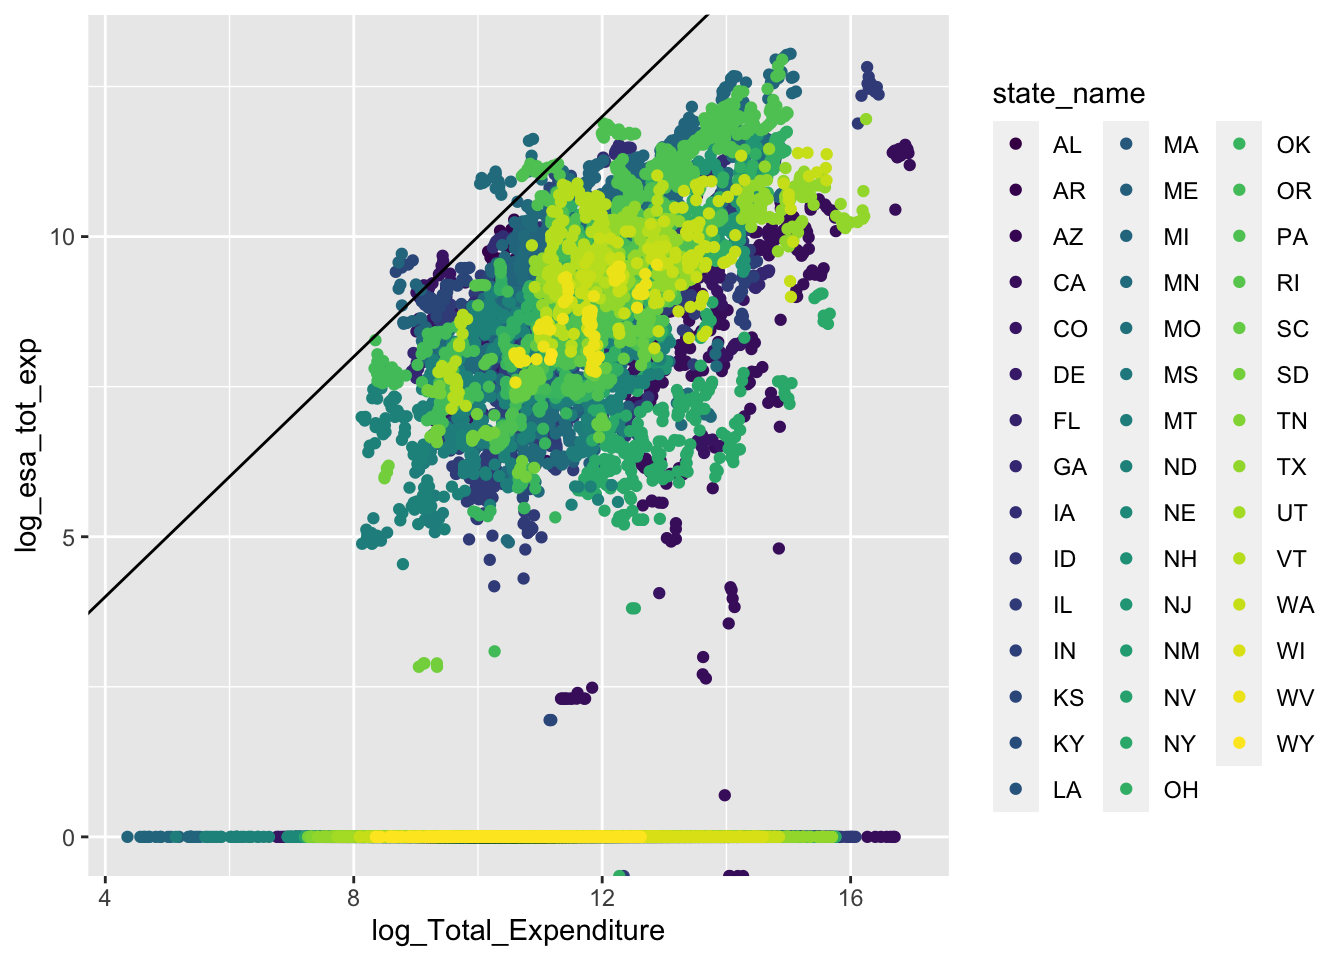 log_esa_tot_exp
10
5
0
4 8 12 16
log_Total_Expenditure
state_name
AL MA OK
AR ME OR
AZ MI PA
CA MN RI
CO MO SC
DE MS SD
FL MT TN
GA ND TX
IA NE UT
ID NH VT
IL NJ WA
IN NM WI
KS NV WV
KY NY WY
LA OH